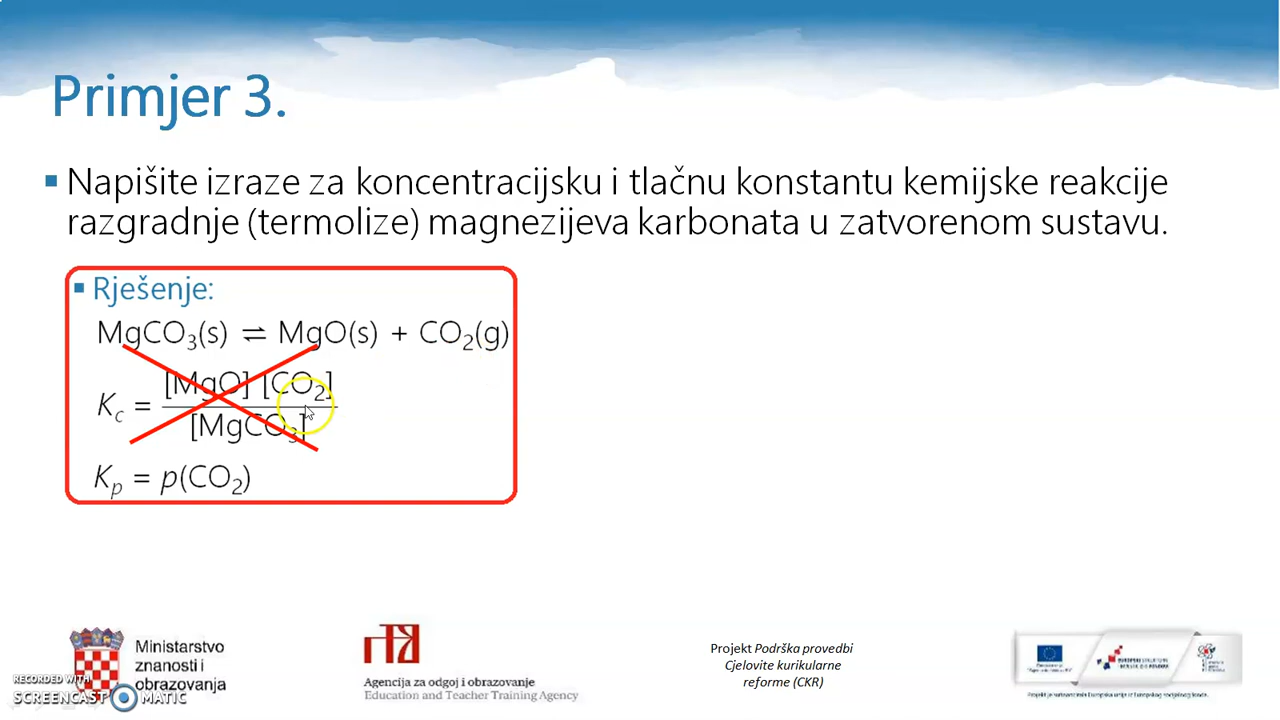 Primjer 3.
Napišite izraze za koncentracijsku i tlačnu konstantu kemijske reakcije
razgradnje (termolize) magnezijeva karbonata u zatvorenom sustavu.
Rješenje:
MgCO₃(s) ⇌ MgO(s) + CO₂(g)
[MgO] [CO₂]
K_c =
[MgCO₃]
K_p = p(CO₂)
Ministarstvo
znanosti i
obrazovanja
RECORDED WITH
SCREENCAST MATIC
Agencija za odgoj i obrazovanje
Education and Teacher Training Agency
Projekt Podrška provedbi
Cjelovite kurikularne
reforme (CKR)